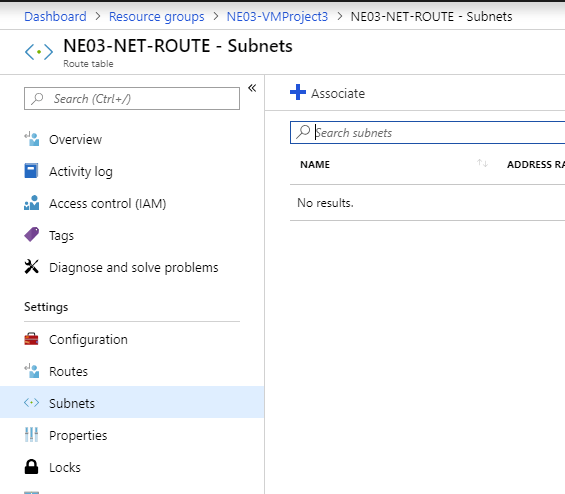 Dashboard > Resource groups > NE03-VMProject3 > NE03-NET-ROUTE - Subnets
NE03-NET-ROUTE - Subnets
Route table
Search (Ctrl+/)
Overview
Activity log
Access control (IAM)
Tags
Diagnose and solve problems
Settings
Configuration
Routes
Subnets
Properties
Locks
Associate
Search subnets
NAME ADDRESS RA
No results.